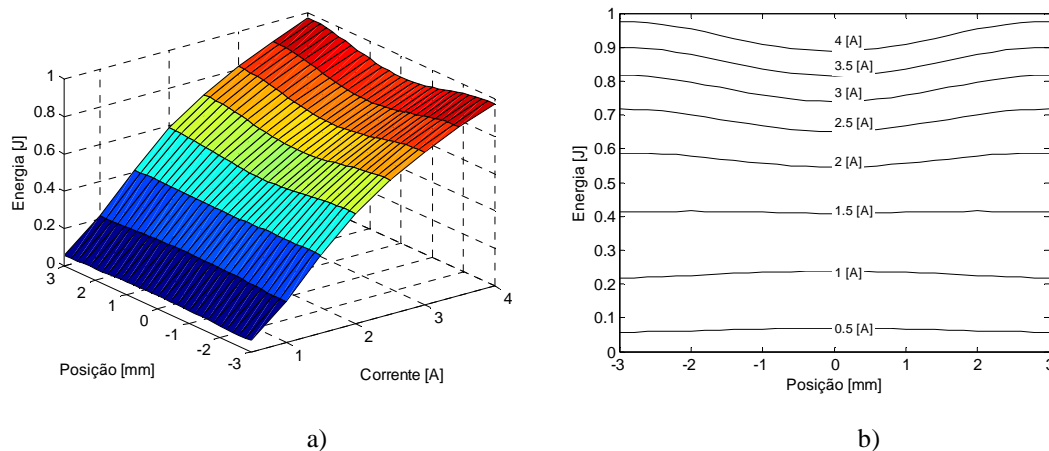 1
0.8
0.6
0.4
0.2
0
Energia [J]
3
2
1
0
-1
-2
-3
Posição [mm]
1
2
3
4
Corrente [A]
a)
1
0.9
0.8
0.7
0.6
0.5
0.4
0.3
0.2
0.1
0
Energia [J]
4 [A]
3.5 [A]
3 [A]
2.5 [A]
2 [A]
1.5 [A]
1 [A]
0.5 [A]
-3
-2
-1
0
1
2
3
Posição [mm]
b)